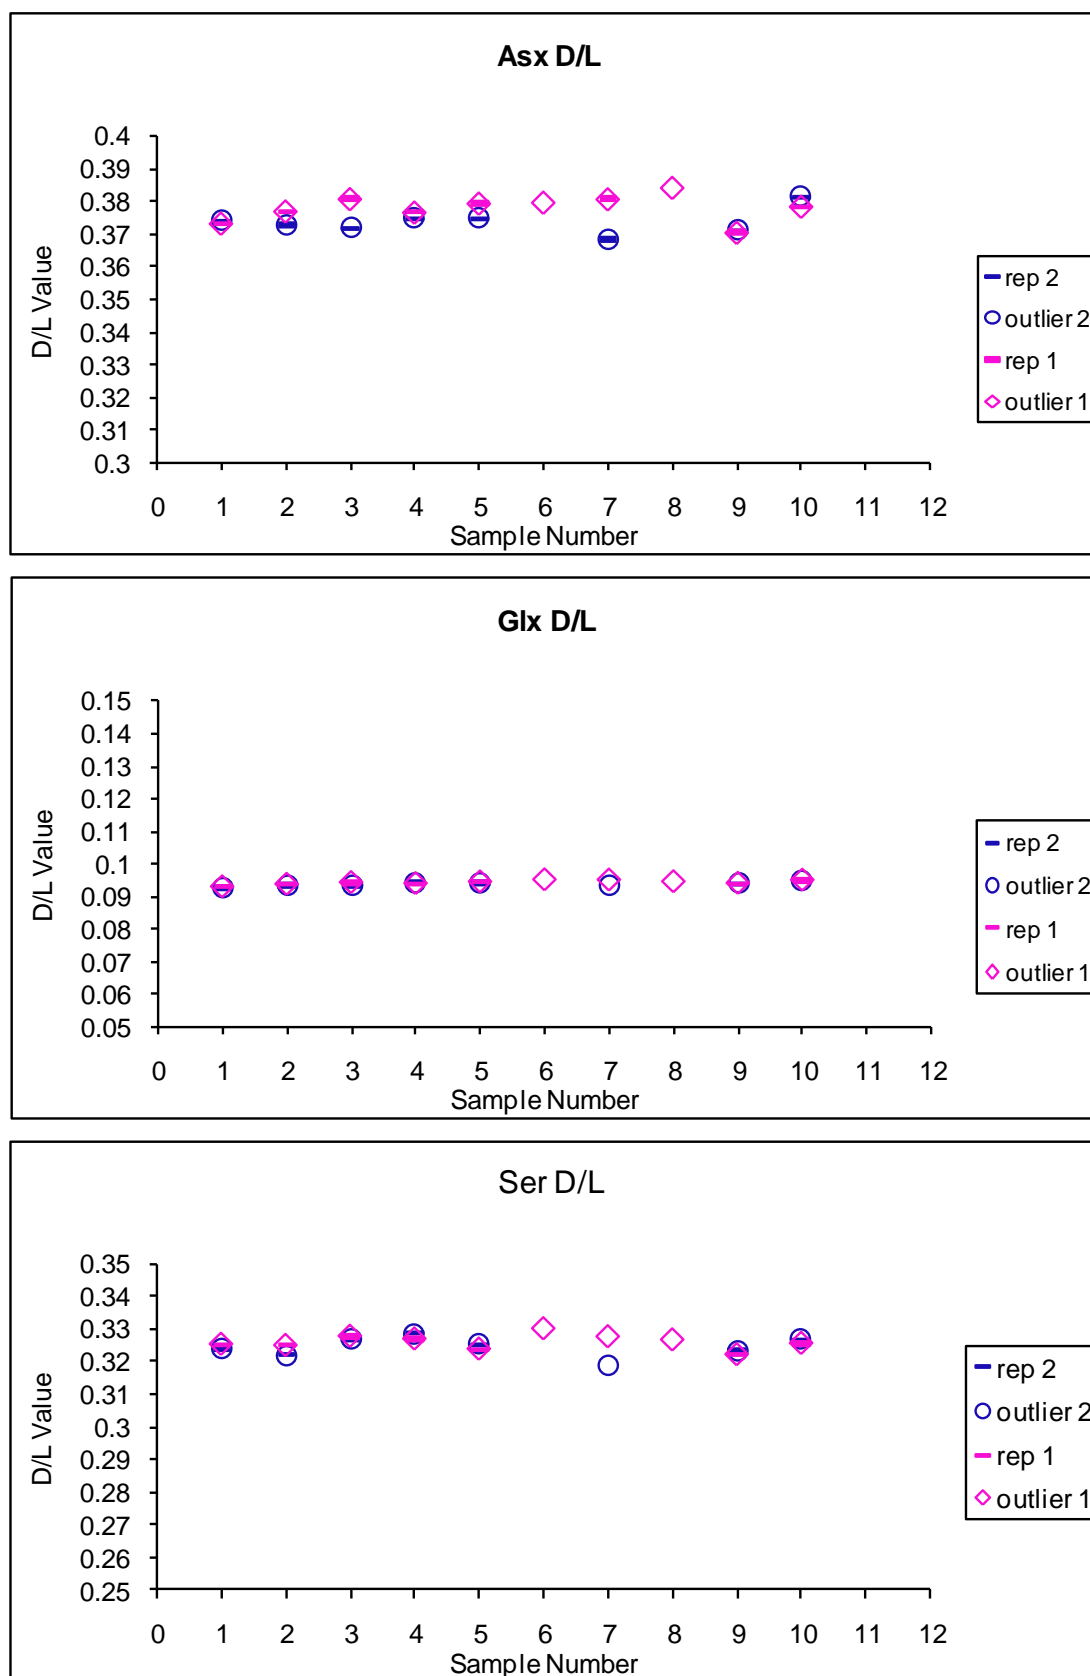 Asx D/L
0.4
0.39
0.38
0.37
0.36
0.35
0.34
0.33
0.32
0.31
0.3
D/L Value
0 1 2 3 4 5 6 7 8 9 10 11 12
Sample Number
rep 2
outlier 2
rep 1
outlier 1
Glx D/L
0.15
0.14
0.13
0.12
0.11
0.1
0.09
0.08
0.07
0.06
0.05
D/L Value
0 1 2 3 4 5 6 7 8 9 10 11 12
Sample Number
rep 2
outlier 2
rep 1
outlier 1
Ser D/L
0.35
0.34
0.33
0.32
0.31
0.3
0.29
0.28
0.27
0.26
0.25
D/L Value
0 1 2 3 4 5 6 7 8 9 10 11 12
Sample Number
rep 2
outlier 2
rep 1
outlier 1